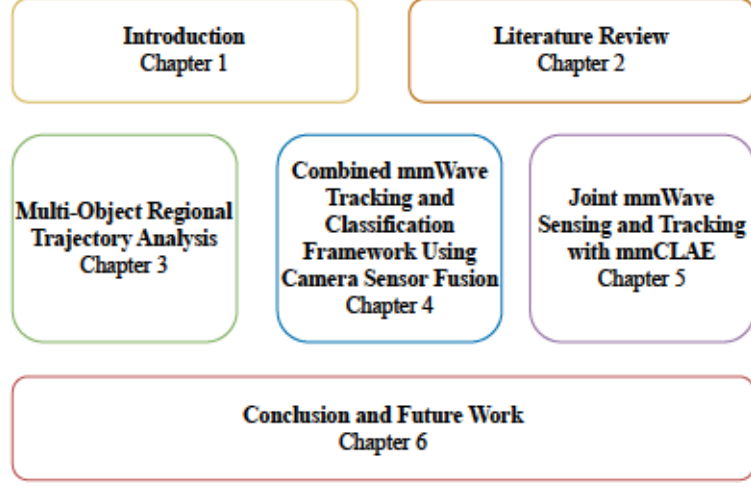 Introduction
Chapter 1
Literature Review
Chapter 2
Multi-Object Regional
Trajectory Analysis
Chapter 3
Combined mmWave
Tracking and
Classification
Framework Using
Camera Sensor Fusion
Chapter 4
Joint mmWave
Sensing and Tracking
with mmCLAE
Chapter 5
Conclusion and Future Work
Chapter 6